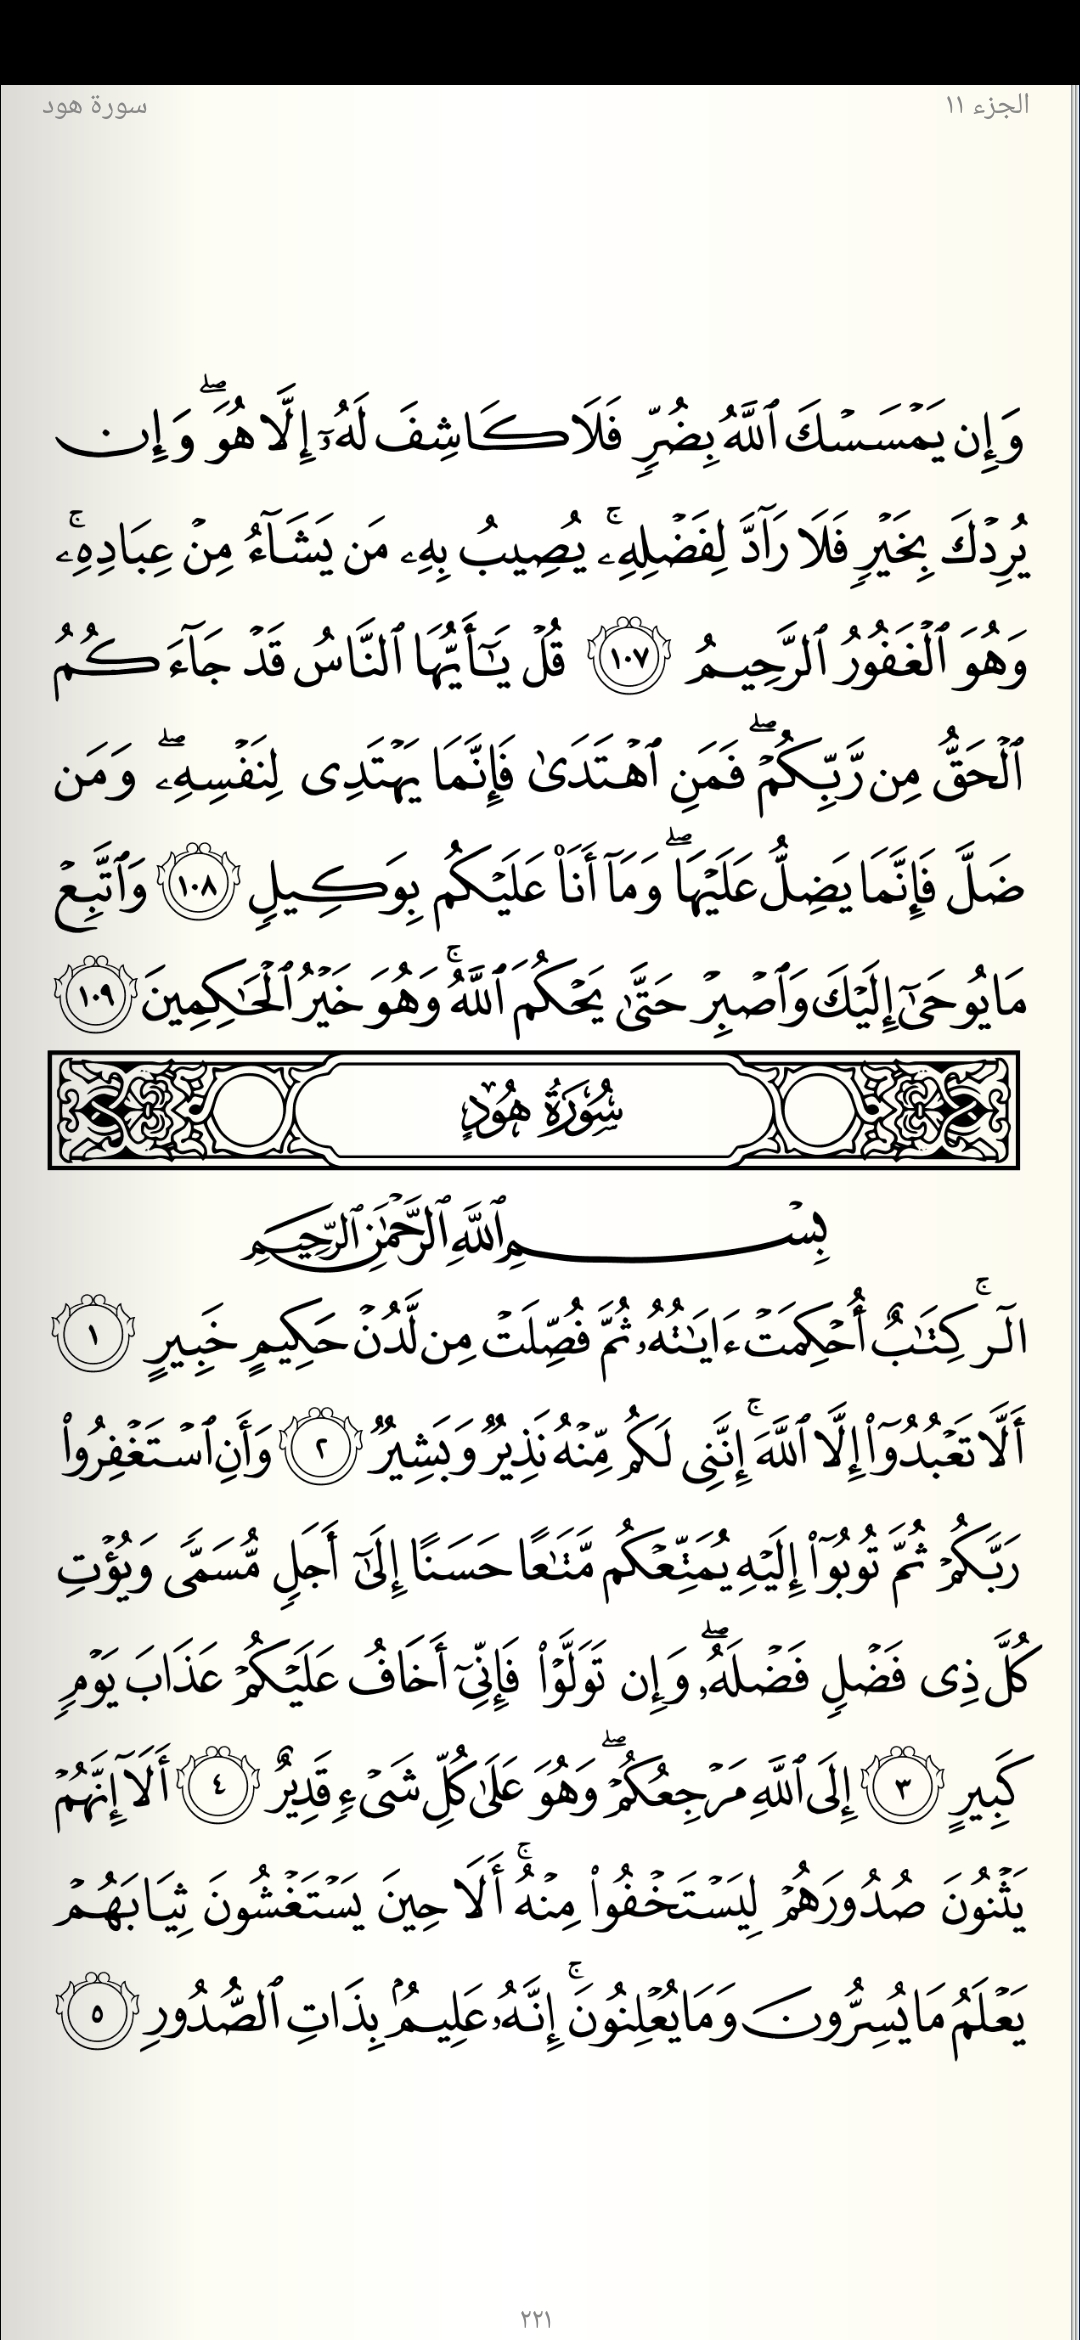 الجزء ١١
سورة هود
وَإِن يَمۡسَسۡكَ ٱللَّهُ بِضُرّٖ فَلَا كَاشِفَ لَهُۥٓ إِلَّا هُوَۖ وَإِن
يُرِدۡكَ بِخَيۡرٖ فَلَا رَآدَّ لِفَضۡلِهِۦۚ يُصِيبُ بِهِۦ مَن يَشَآءُ مِنۡ عِبَادِهِۦۚ
وَهُوَ ٱلۡغَفُورُ ٱلرَّحِيمُ ١٠٧ قُلۡ يَٰٓأَيُّهَا ٱلنَّاسُ قَدۡ جَآءَكُمُ
ٱلۡحَقُّ مِن رَّبِّكُمۡۖ فَمَنِ ٱهۡتَدَىٰ فَإِنَّمَا يَهۡتَدِي لِنَفۡسِهِۦۖ وَمَن
ضَلَّ فَإِنَّمَا يَضِلُّ عَلَيۡهَاۖ وَمَآ أَنَا۠ عَلَيۡكُم بِوَكِيلٖ ١٠٨ وَٱتَّبِعۡ
مَا يُوحَىٰٓ إِلَيۡكَ وَٱصۡبِرۡ حَتَّىٰ يَحۡكُمَ ٱللَّهُۚ وَهُوَ خَيۡرُ ٱلۡحَٰكِمِينَ ١٠٩
سُورَةُ هُودٍ
بِسۡمِ ٱللَّهِ ٱلرَّحۡمَٰنِ ٱلرَّحِيمِ
الٓرۚ كِتَٰبٌ أُحۡكِمَتۡ ءَايَٰتُهُۥ ثُمَّ فُصِّلَتۡ مِن لَّدُنۡ حَكِيمٍ خَبِيرٍ ١
أَلَّا تَعۡبُدُوٓاْ إِلَّا ٱللَّهَۚ إِنَّنِي لَكُم مِّنۡهُ نَذِيرٞ وَبَشِيرٞ ٢ وَأَنِ ٱسۡتَغۡفِرُواْ
رَبَّكُمۡ ثُمَّ تُوبُوٓاْ إِلَيۡهِ يُمَتِّعۡكُم مَّتَٰعًا حَسَنًا إِلَىٰٓ أَجَلٖ مُّسَمّٗى وَيُؤۡتِ
كُلَّ ذِي فَضۡلٖ فَضۡلَهُۥۖ وَإِن تَوَلَّوۡاْ فَإِنِّيٓ أَخَافُ عَلَيۡكُمۡ عَذَابَ يَوۡمٖ
كَبِيرٍ ٣ إِلَى ٱللَّهِ مَرۡجِعُكُمۡۖ وَهُوَ عَلَىٰ كُلِّ شَيۡءٖ قَدِيرٌ ٤ أَلَآ إِنَّهُمۡ
يَثۡنُونَ صُدُورَهُمۡ لِيَسۡتَخۡفُواْ مِنۡهُۚ أَلَا حِينَ يَسۡتَغۡشُونَ ثِيَابَهُمۡ
يَعۡلَمُ مَا يُسِرُّونَ وَمَا يُعۡلِنُونَۚ إِنَّهُۥ عَلِيمُۢ بِذَاتِ ٱلصُّدُورِ ٥
٢٢١